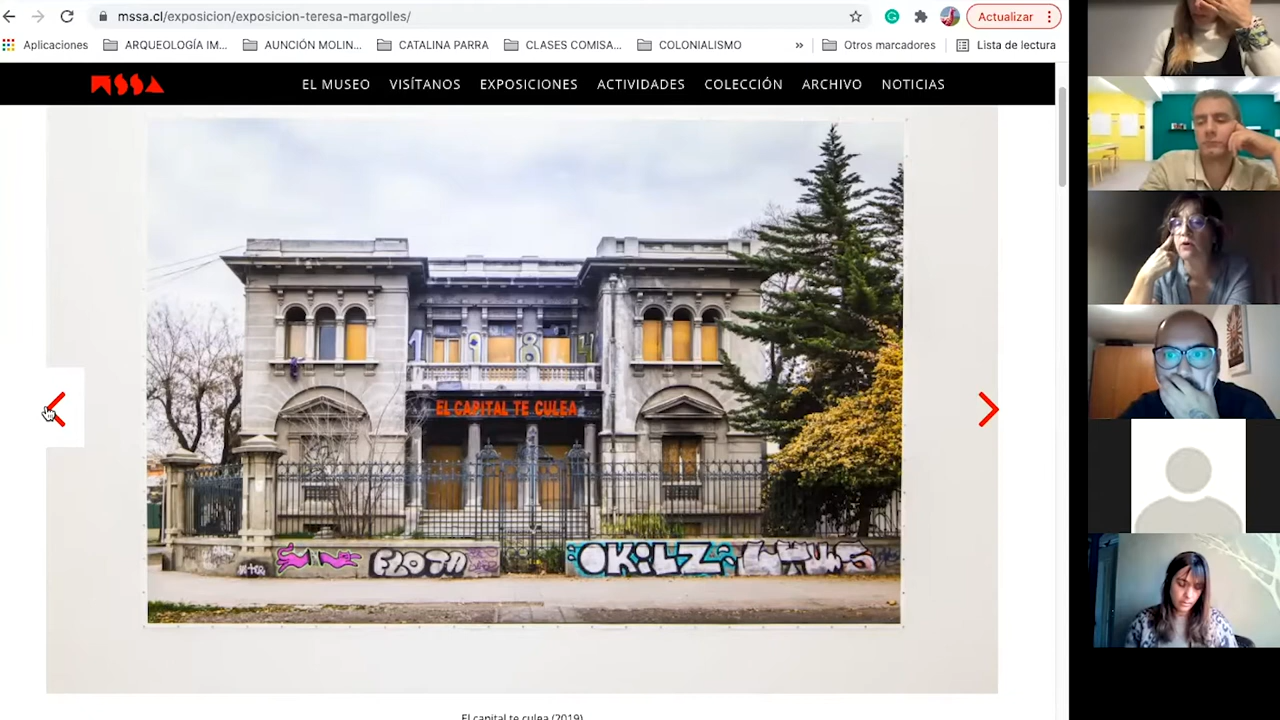 mssa.cl/exposicion/exposicion-teresa-margolles/
Actualizar
Aplicaciones
ARQUEOLOGÍA IM...
AUNCIÓN MOLIN...
CATALINA PARRA
CLASES COMISA...
COLONIALISMO
»
Otros marcadores
Lista de lectura
MSSA
EL MUSEO
VISÍTANOS
EXPOSICIONES
ACTIVIDADES
COLECCIÓN
ARCHIVO
NOTICIAS
1984
EL CAPITAL TE CULEA
OKILZ
El capital te culea (2019)